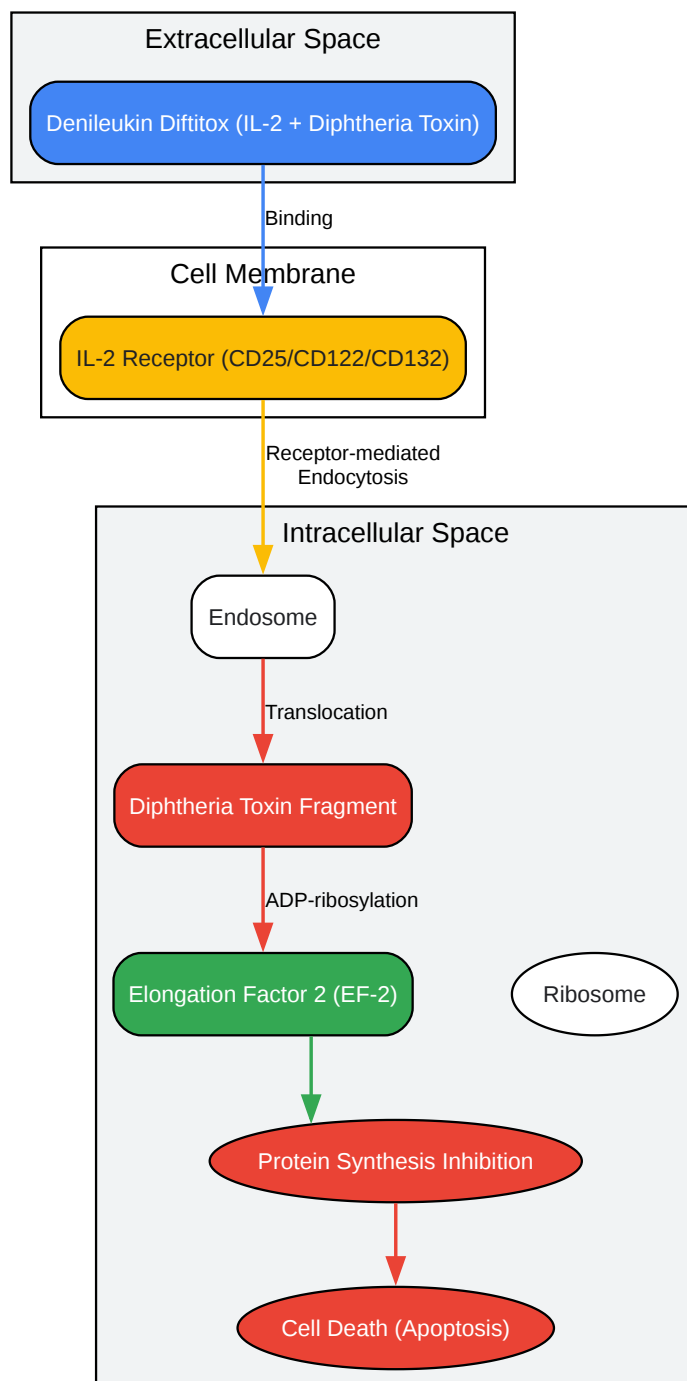 Extracellular Space
Denileukin Diftitox (IL-2 + Diphtheria Toxin)
Binding
Cell Membrane
IL-2 Receptor (CD25/CD122/CD132)
Receptor-mediated
Endocytosis
Intracellular Space
Endosome
Translocation
Diphtheria Toxin Fragment
ADP-ribosylation
Elongation Factor 2 (EF-2)
Ribosome
Protein Synthesis Inhibition
Cell Death (Apoptosis)